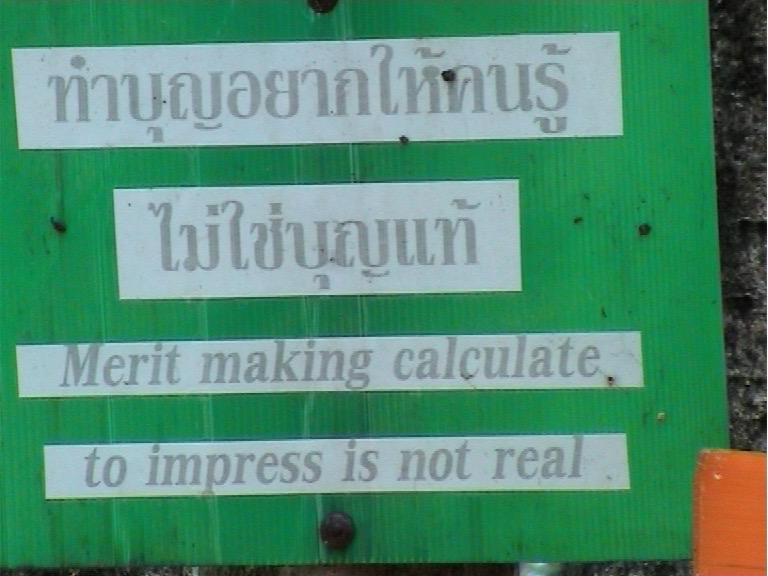 ทำบุญอยากให้คนรู้
ไม่ใช่บุญแท้
Merit making calculate
to impress is not real